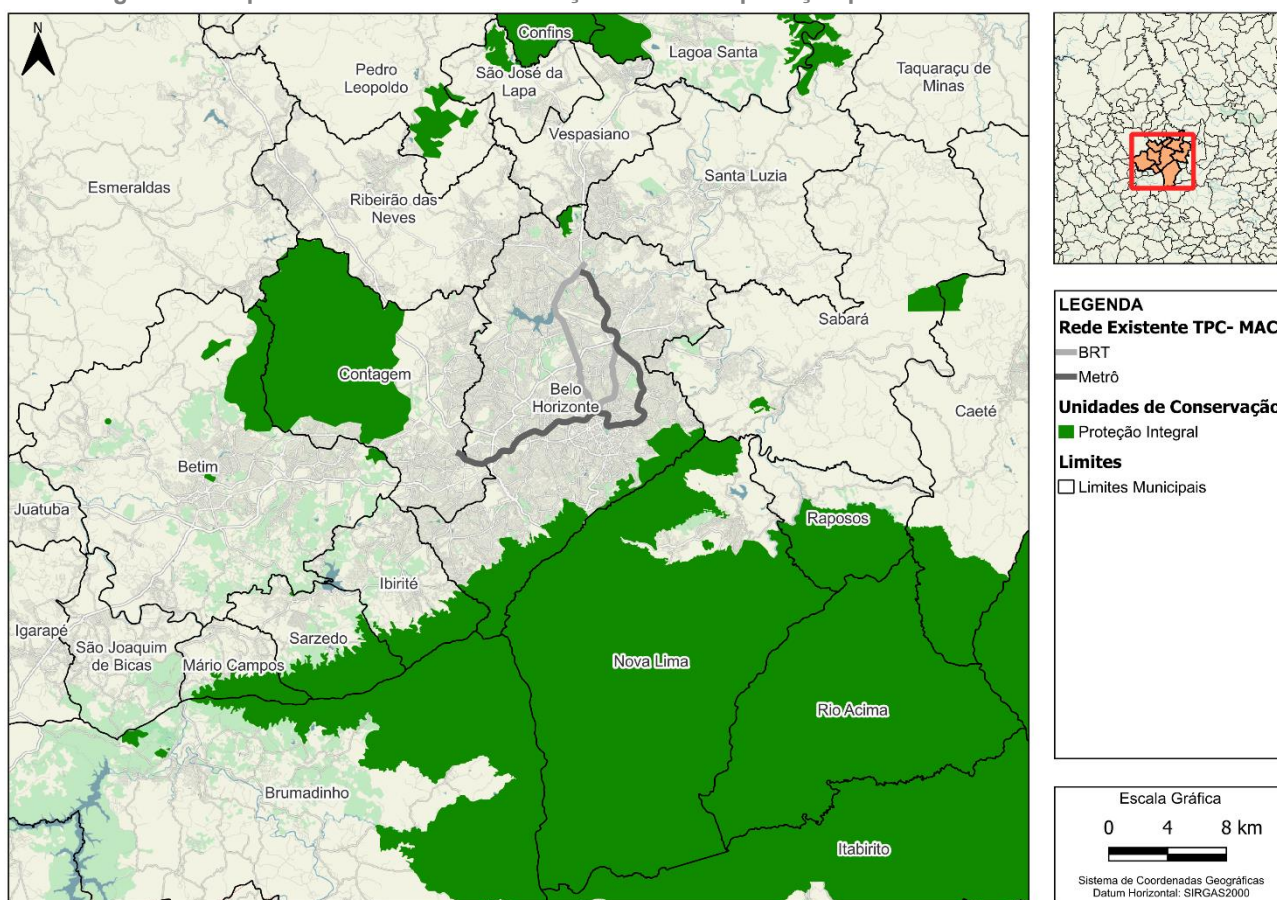 N
Confins
Lagoa Santa
Pedro
Leopoldo
São José da
Lapa
Taquaraçu de
Minas
Vespasiano
Esmeraldas
Santa Luzia
Ribeirão das
Neves
Sabará
Contagem
Belo
Horizonte
Caeté
Betim
Juatuba
Raposos
Ibirité
Igarapé
São Joaquim
de Bicas
Sarzedo
Mário Campos
Nova Lima
Rio Acima
Brumadinho
Itabirito
LEGENDA
Rede Existente TPC- MAC
BRT
Metrô
Unidades de Conservação
Proteção Integral
Limites
Limites Municipais
Escala Gráfica
0 4 8 km
Sistema de Coordenadas Geográficas
Datum Horizontal: SIRGAS2000